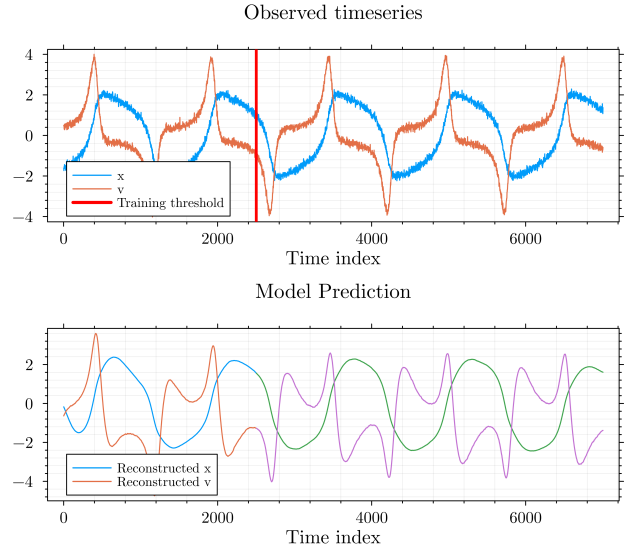 Observed timeseries
4
2
0
−2
−4
x
v
Training threshold
0
2000
4000
6000
Time index
Model Prediction
2
0
−2
−4
Reconstructed x
Reconstructed v
0
2000
4000
6000
Time index